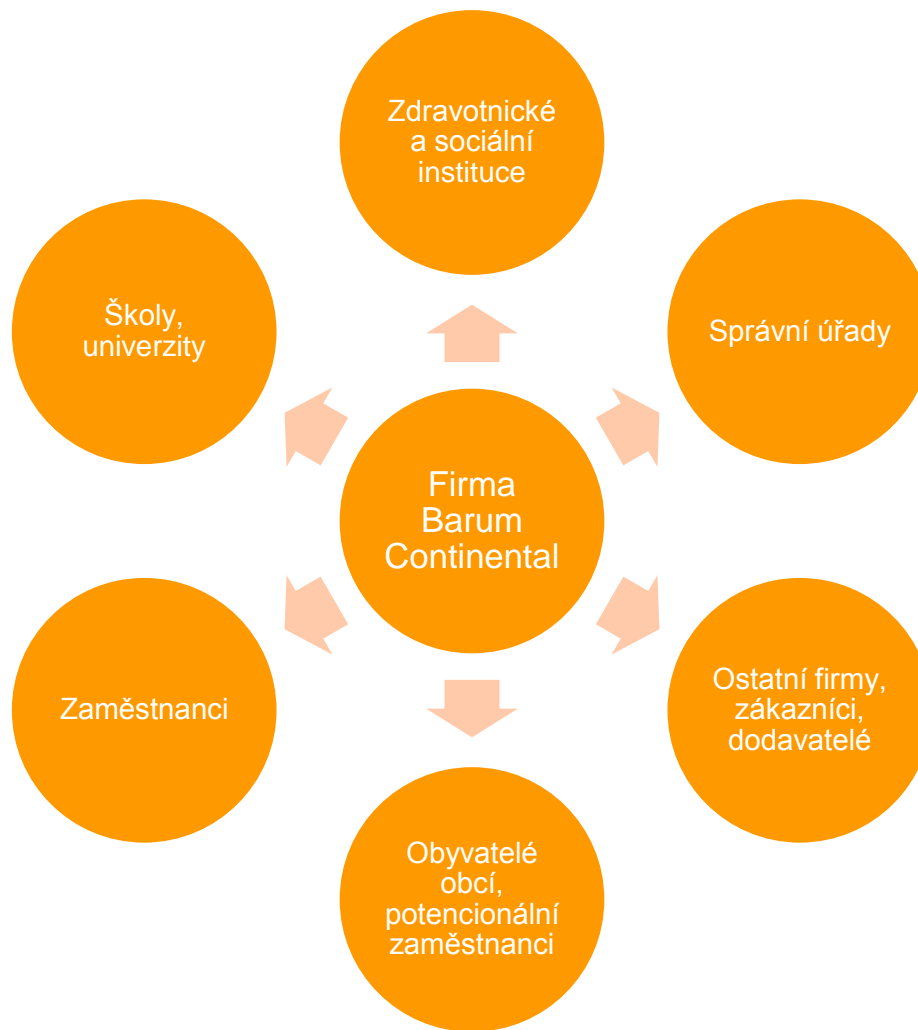 Zdravotnické
a sociální
instituce
Školy,
univerzity
Správní úřady
Firma
Barum
Continental
Zaměstnanci
Ostatní firmy,
zákazníci,
dodavatelé
Obyvatelé
obcí,
potencionální
zaměstnanci